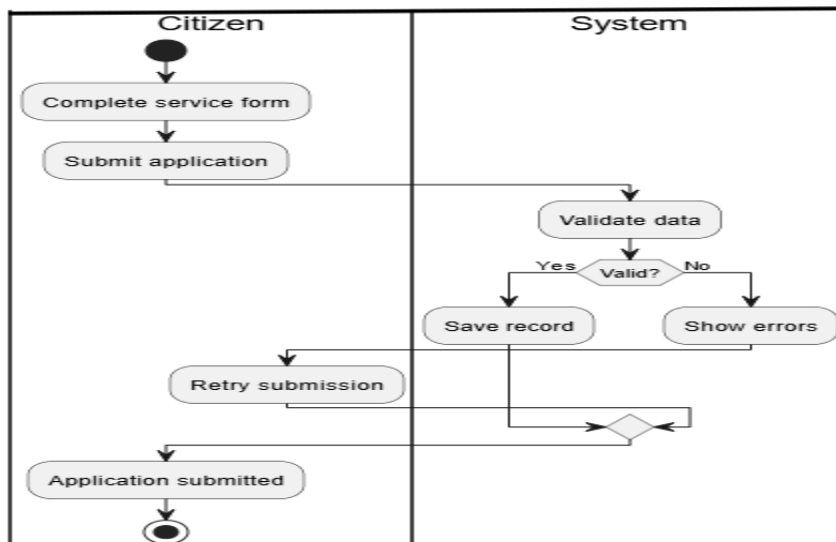 Citizen
System
Complete service form
Submit application
Validate data
Yes
Valid?
No
Save record
Show errors
Retry submission
Application submitted